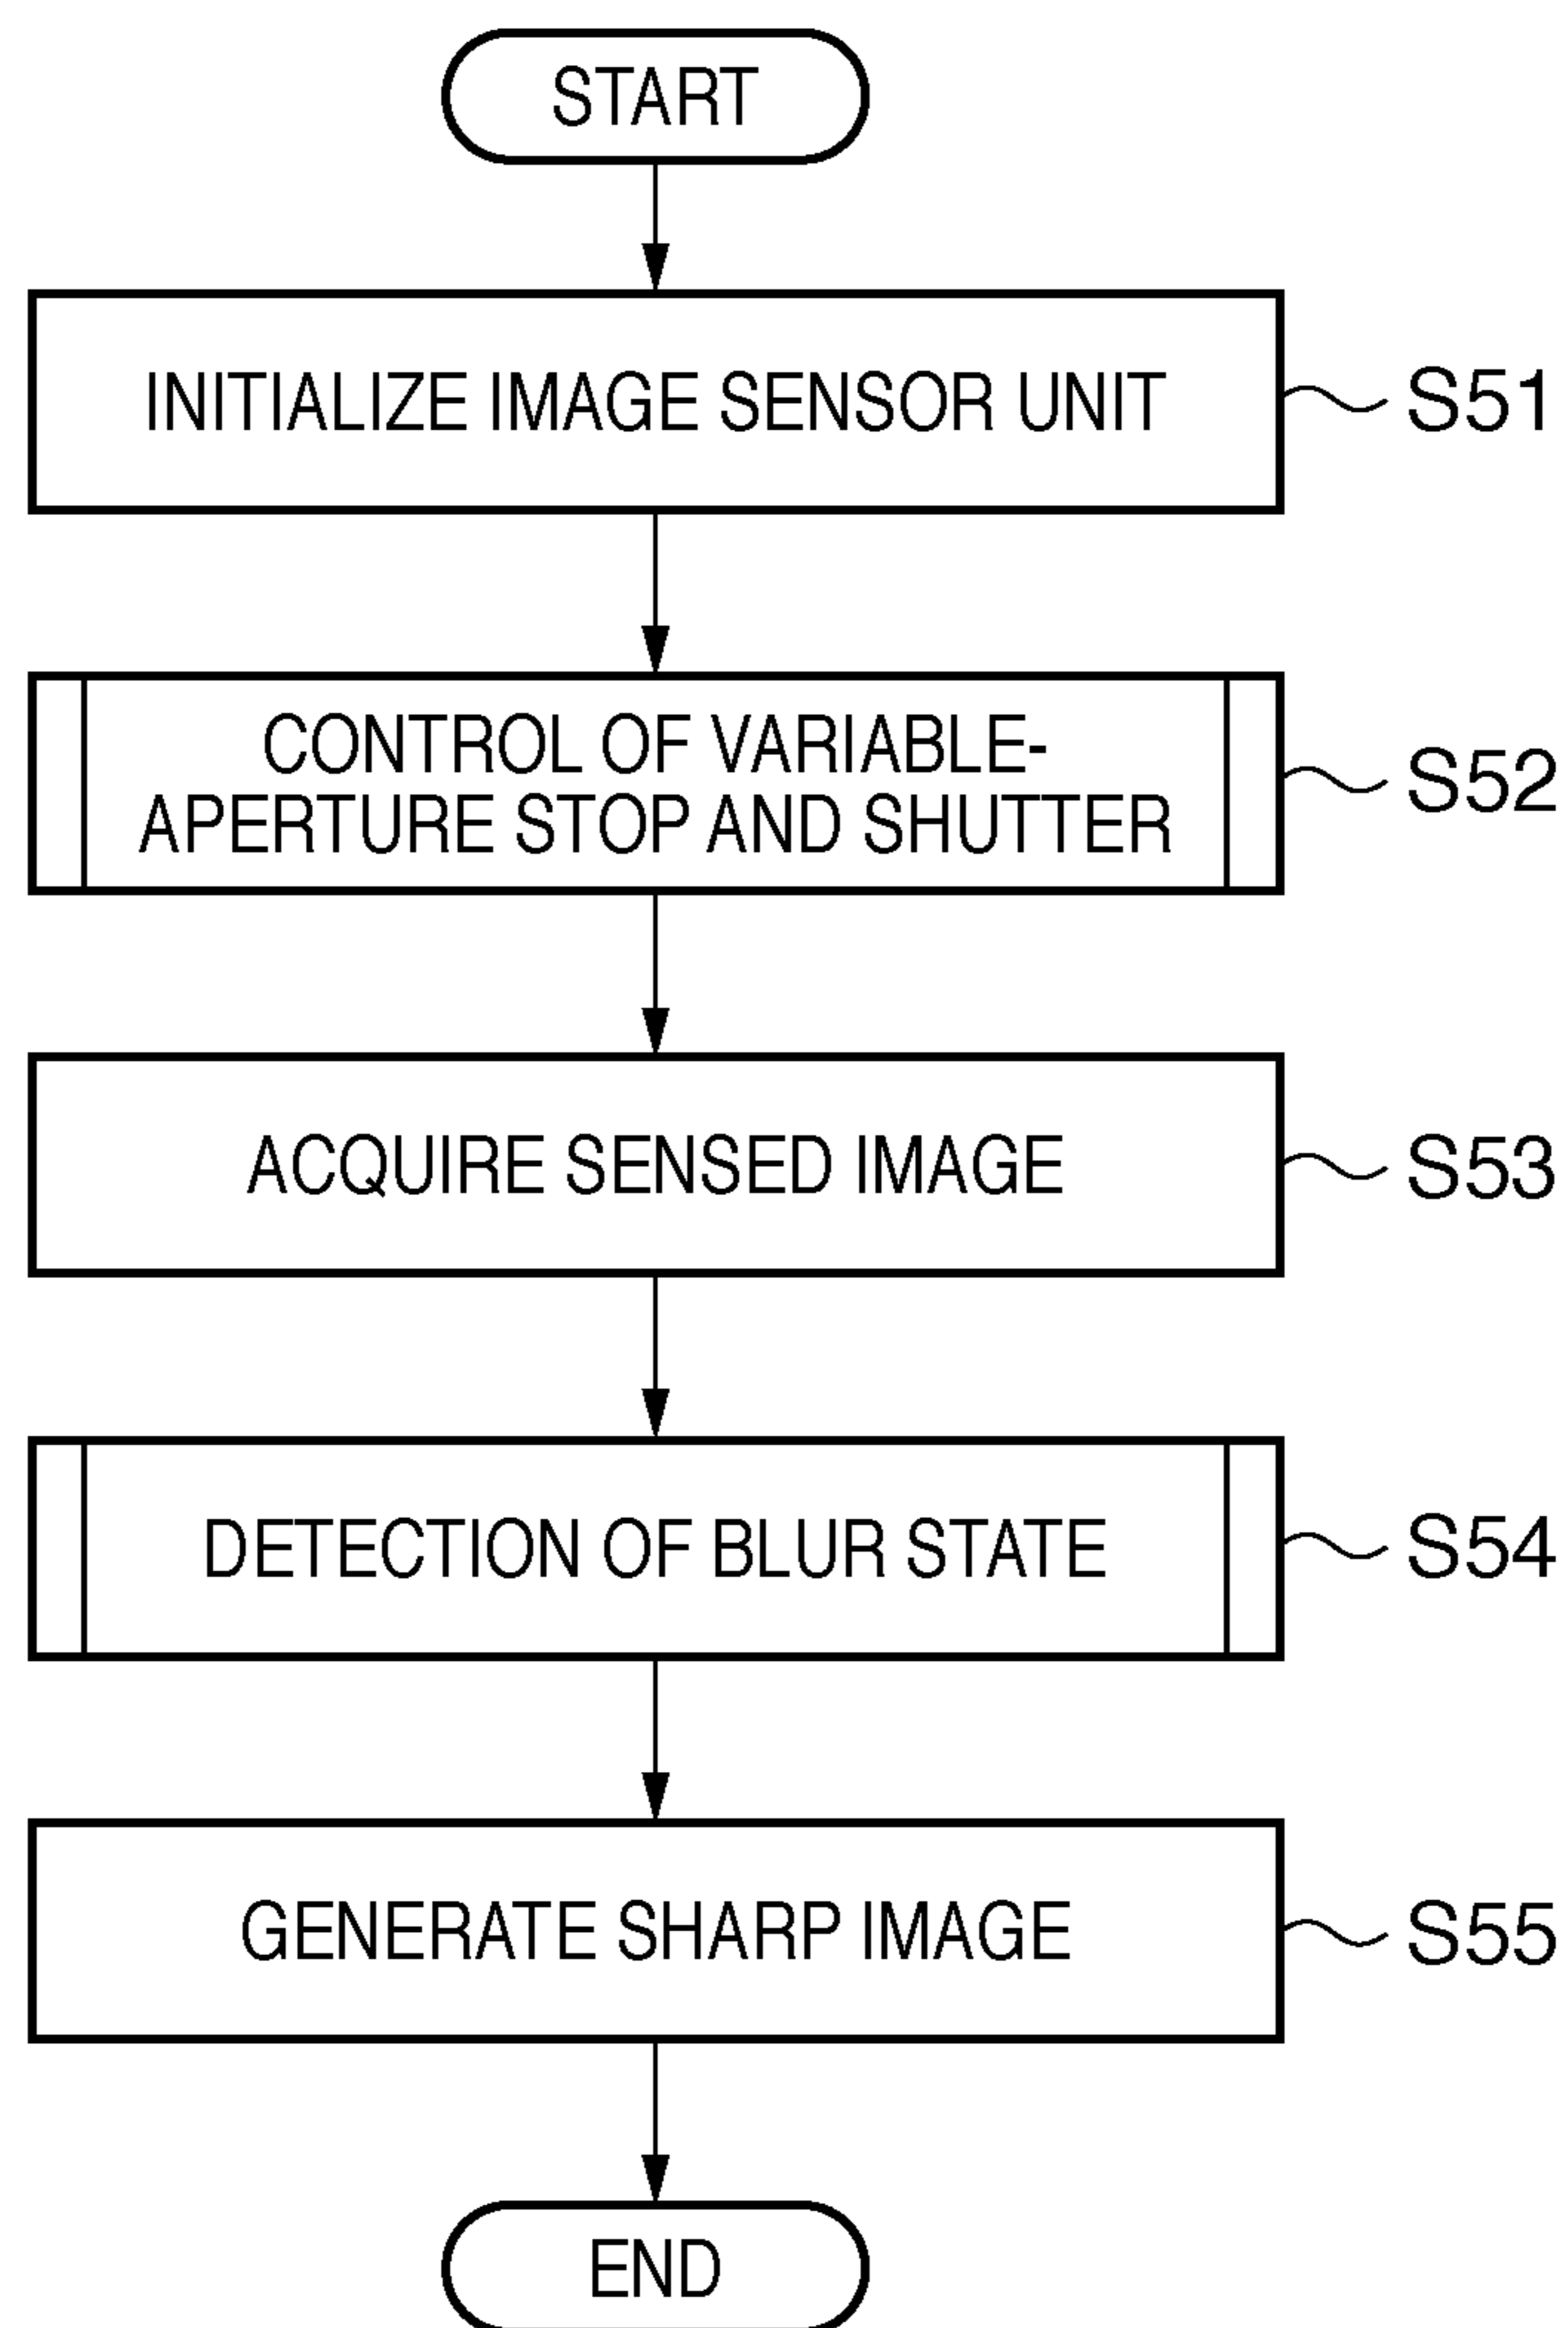 START
INITIALIZE IMAGE SENSOR UNIT
S51
CONTROL OF VARIABLE-
APERTURE STOP AND SHUTTER
S52
ACQUIRE SENSED IMAGE
S53
DETECTION OF BLUR STATE
S54
GENERATE SHARP IMAGE
S55
END